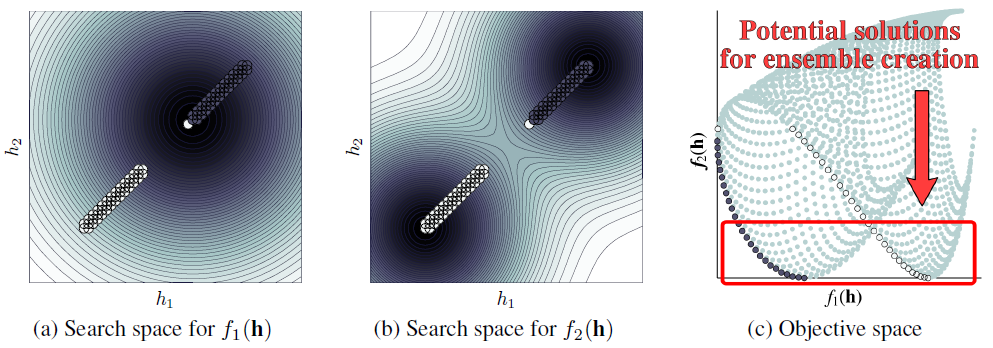 h₂
h₁
(a) Search space for f₁(h)
h₂
h₁
(b) Search space for f₂(h)
Potential solutions
for ensemble creation
f₂(h)
f₁(h)
(c) Objective space